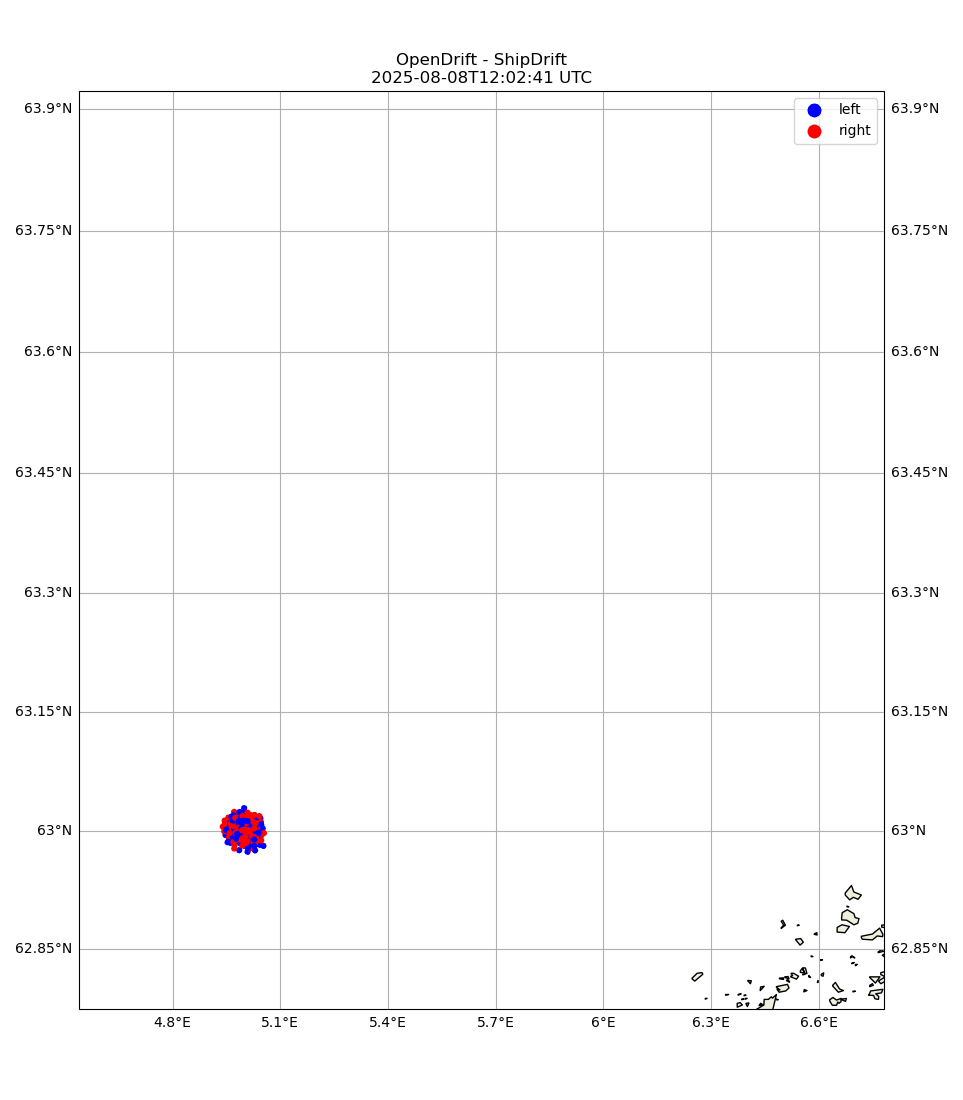 OpenDrift - ShipDrift
2025-08-08T12:02:41 UTC
left
right
63.9°N 63.9°N
63.75°N 63.75°N
63.6°N 63.6°N
63.45°N 63.45°N
63.3°N 63.3°N
63.15°N 63.15°N
63°N 63°N
62.85°N 62.85°N
4.8°E 5.1°E 5.4°E 5.7°E 6°E 6.3°E 6.6°E